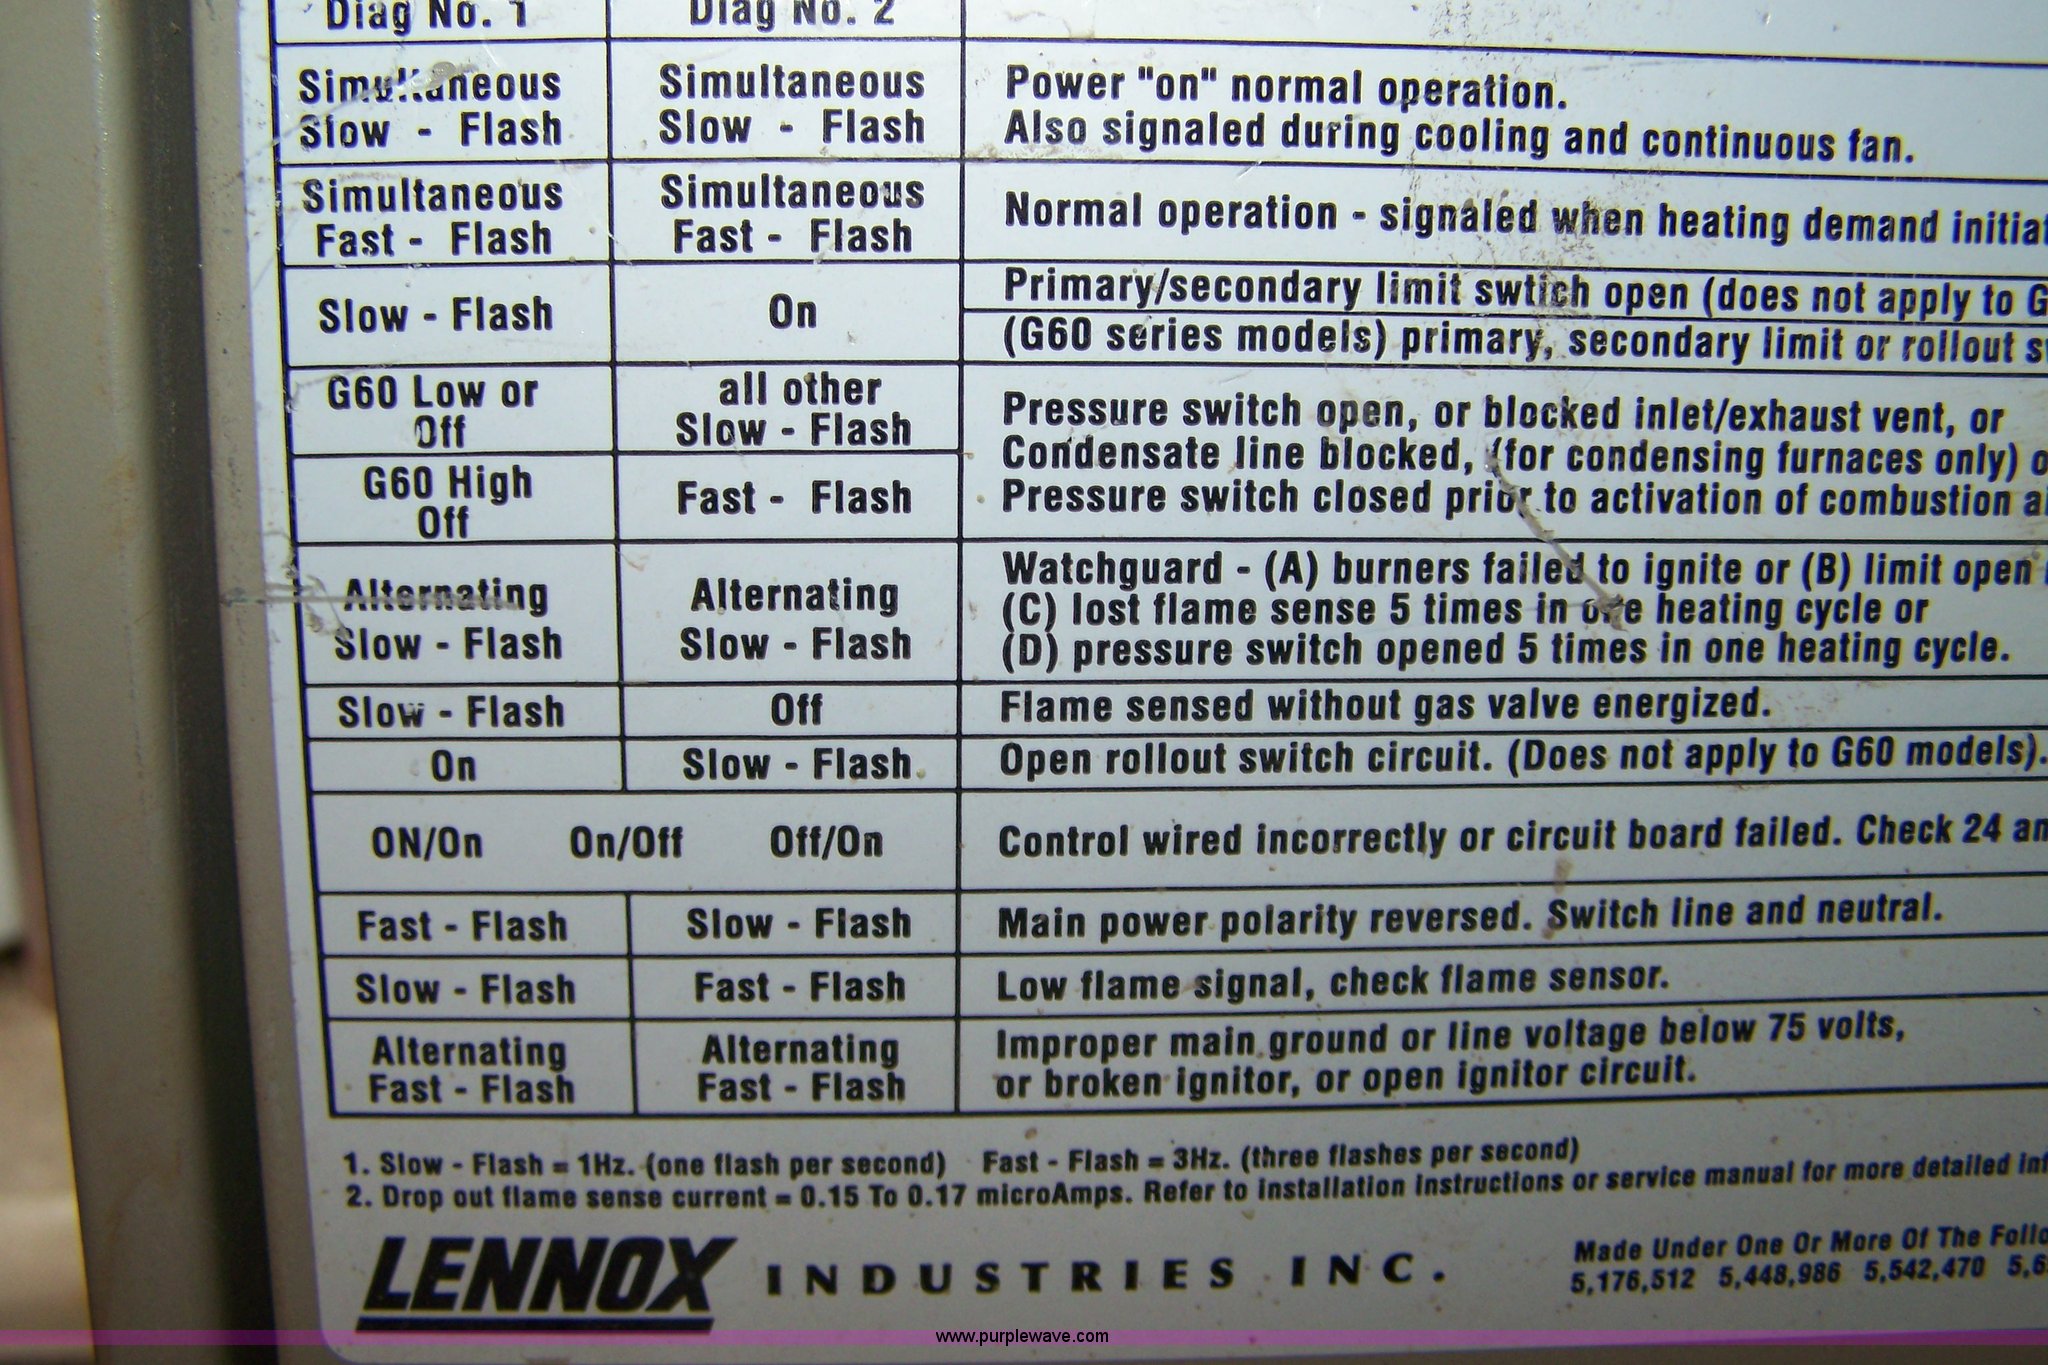 Diag No. 1
Diag No. 2
Simultaneous
Slow - Flash
Simultaneous
Slow - Flash
Power "on" normal operation.
Also signaled during cooling and continuous fan.
Simultaneous
Fast - Flash
Simultaneous
Fast - Flash
Normal operation - signaled when heating demand
Slow - Flash
On
Primary/secondary limit swtich open (does not apply to
(G60 series models) primary, secondary limit or rollout
G60 Low or
Off
all other
Slow - Flash
G60 High
Off
Fast - Flash
Pressure switch open, or blocked inlet/exhaust vent, or
Condensate line blocked, (for condensing furnaces only)
Pressure switch closed prior to activation of combustion
Alternating
Slow - Flash
Alternating
Slow - Flash
Watchguard - (A) burners failed to ignite or (B) limit open
(C) lost flame sense 5 times in one heating cycle or
(D) pressure switch opened 5 times in one heating cycle.
Slow - Flash
Off
Flame sensed without gas valve energized.
On
Slow - Flash
Open rollout switch circuit. (Does not apply to G60 models).
ON/On On/Off Off/On
Control wired incorrectly or circuit board failed. Check 24
Fast - Flash
Slow - Flash
Main power polarity reversed. Switch line and neutral.
Slow - Flash
Fast - Flash
Low flame signal, check flame sensor.
Alternating
Fast - Flash
Alternating
Fast - Flash
Improper main ground or line voltage below 75 volts,
or broken ignitor, or open ignitor circuit.
1. Slow - Flash = 1Hz. (one flash per second) Fast - Flash = 3Hz. (three flashes per second)
2. Drop out flame sense current = 0.15 To 0.17 microAmps. Refer to installation instructions or service manual for more detailed
LENNOX INDUSTRIES INC.
Made Under One Or More Of The
5,176,512 5,448,986 5,542,470
www.purplewave.com